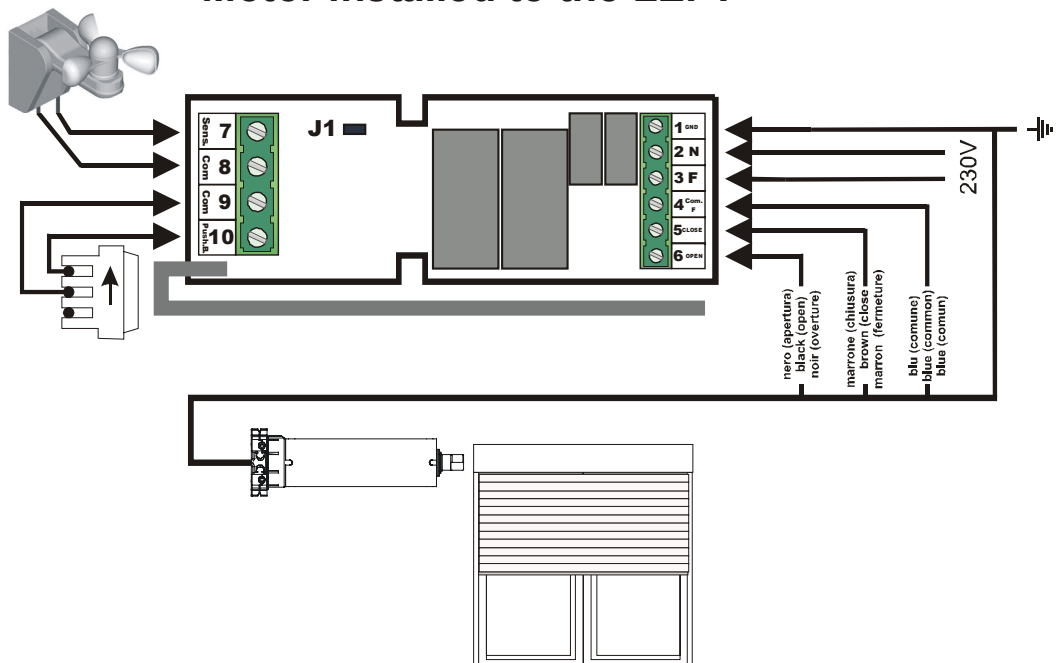 Motor installed to the LEFT
Sens. 7
Com 8
Com 9
Push.B. 10
J1
1 GND
2 N
3 F
4 Com. F
5 CLOSE
6 OPEN
230V
nero (apertura)
black (open)
noir (overture)
marrone (chiusura)
brown (close
marron (fermeture)
blu (comune)
blue (common)
blue (comun)